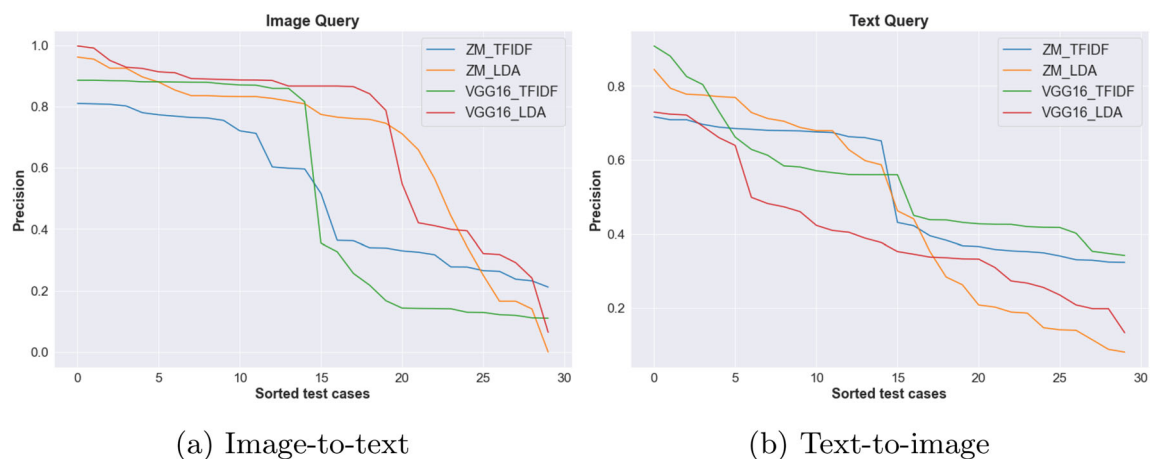 Image Query
Precision
1.0
0.8
0.6
0.4
0.2
0.0
ZM_TFIDF
ZM_LDA
VGG16_TFIDF
VGG16_LDA
0 5 10 15 20 25 30
Sorted test cases
(a) Image-to-text
Text Query
Precision
0.8
0.6
0.4
0.2
ZM_TFIDF
ZM_LDA
VGG16_TFIDF
VGG16_LDA
0 5 10 15 20 25 30
Sorted test cases
(b) Text-to-image